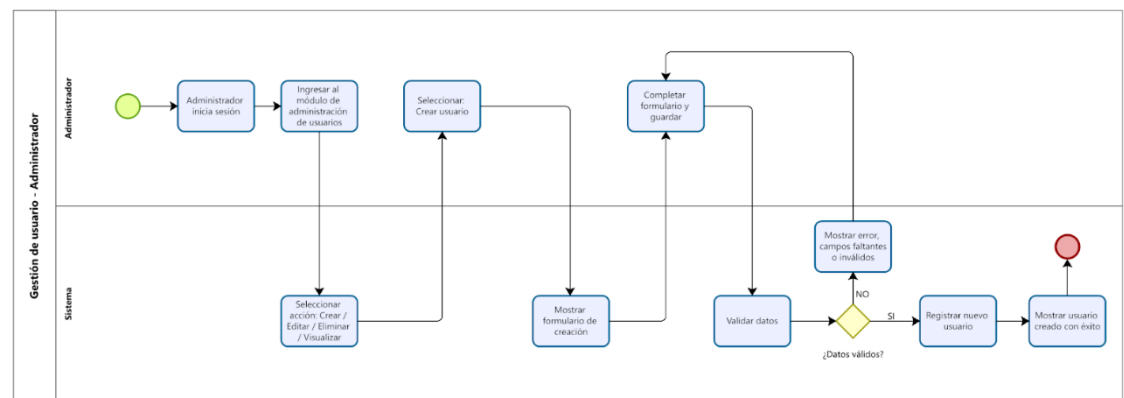 Gestión de usuario - Administrador
Administrador
Administrador
inicia sesión
Ingresar al
módulo de
administración
de usuarios
Seleccionar:
Crear usuario
Completar
formulario y
guardar
Sistema
Seleccionar
acción: Crear /
Editar / Eliminar
/ Visualizar
Mostrar
formulario de
creación
Validar datos
Mostrar error,
campos faltantes
o inválidos
NO
SI
¿Datos válidos?
Registrar nuevo
usuario
Mostrar usuario
creado con éxito